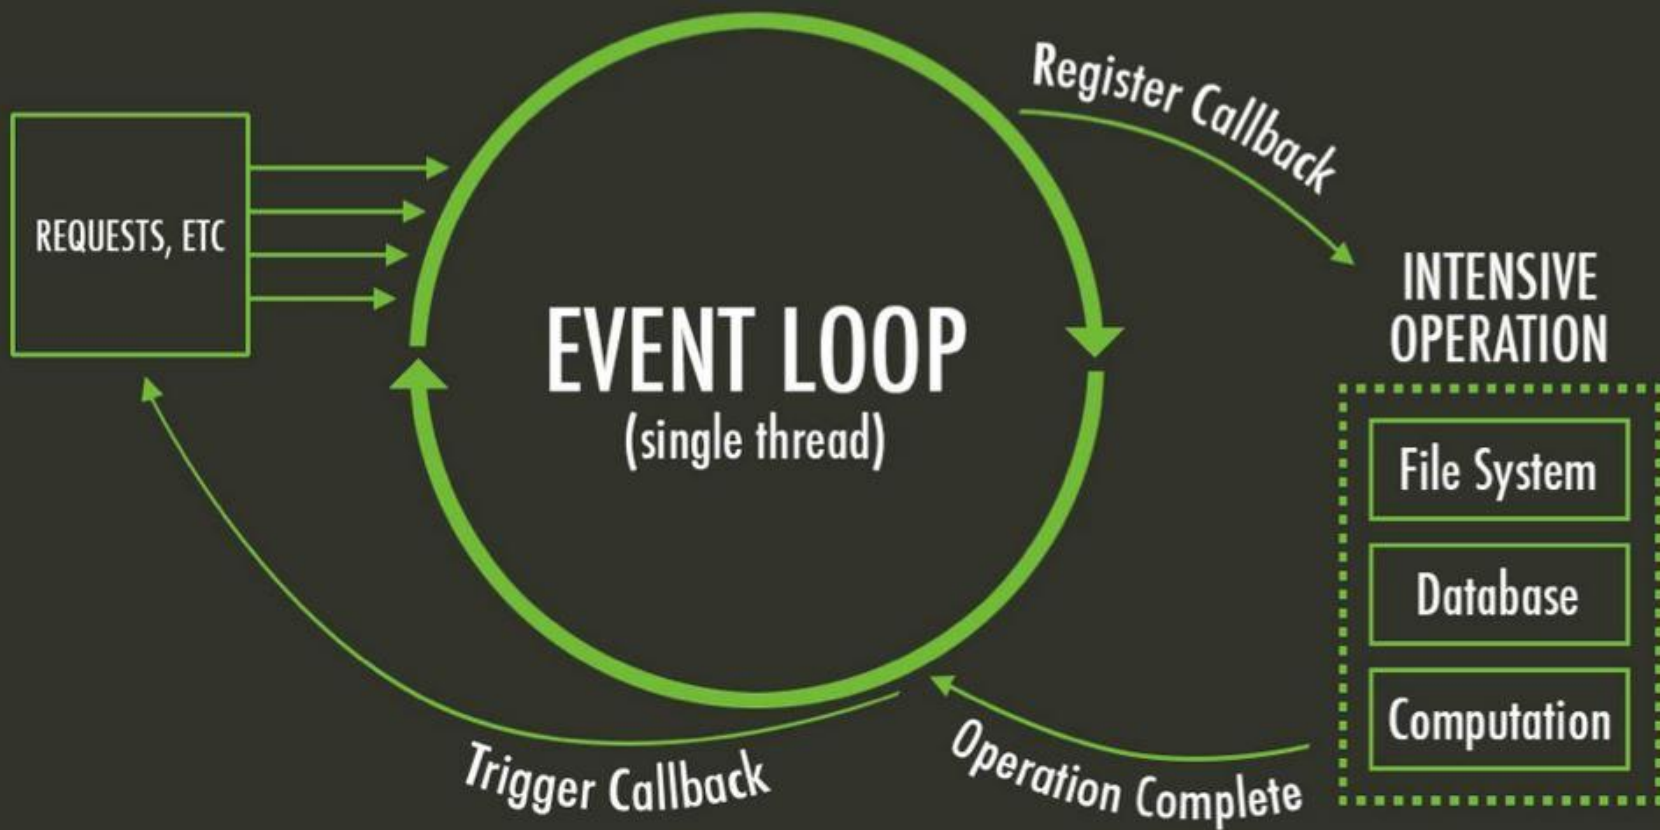 Register Callback
REQUESTS, ETC
EVENT LOOP
(single thread)
INTENSIVE
OPERATION
File System
Database
Computation
Operation Complete
Trigger Callback